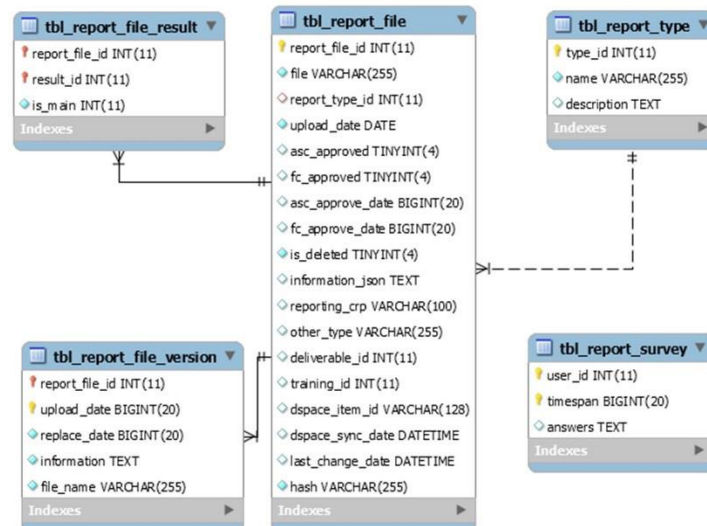 tbl_report_file_result
report_file_id INT(11)
result_id INT(11)
is_main INT(11)
Indexes
tbl_report_file
report_file_id INT(11)
file VARCHAR(255)
report_type_id INT(11)
upload_date DATE
asc_approved TINYINT(4)
fc_approved TINYINT(4)
asc_approve_date BIGINT(20)
fc_approve_date BIGINT(20)
is_deleted TINYINT(4)
information_json TEXT
reporting_crp VARCHAR(100)
other_type VARCHAR(255)
deliverable_id INT(11)
training_id INT(11)
dspace_item_id VARCHAR(128)
dspace_sync_date DATETIME
last_change_date DATETIME
hash VARCHAR(255)
Indexes
tbl_report_type
type_id INT(11)
name VARCHAR(255)
description TEXT
Indexes
tbl_report_file_version
report_file_id INT(11)
upload_date BIGINT(20)
replace_date BIGINT(20)
information TEXT
file_name VARCHAR(255)
Indexes
tbl_report_survey
user_id INT(11)
timespan BIGINT(20)
answers TEXT
Indexes